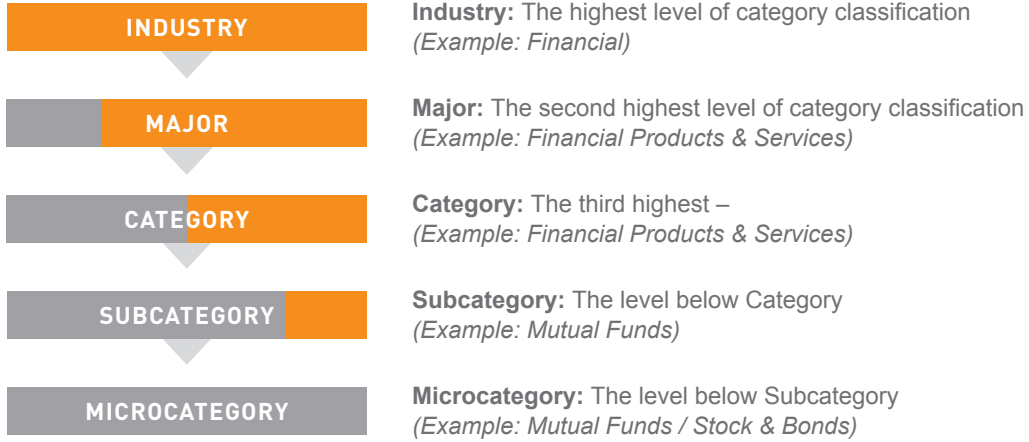 INDUSTRY
Industry: The highest level of category classification
(Example: Financial)
MAJOR
Major: The second highest level of category classification
(Example: Financial Products & Services)
CATEGORY
Category: The third highest –
(Example: Financial Products & Services)
SUBCATEGORY
Subcategory: The level below Category
(Example: Mutual Funds)
MICROCATEGORY
Microcategory: The level below Subcategory
(Example: Mutual Funds / Stock & Bonds)